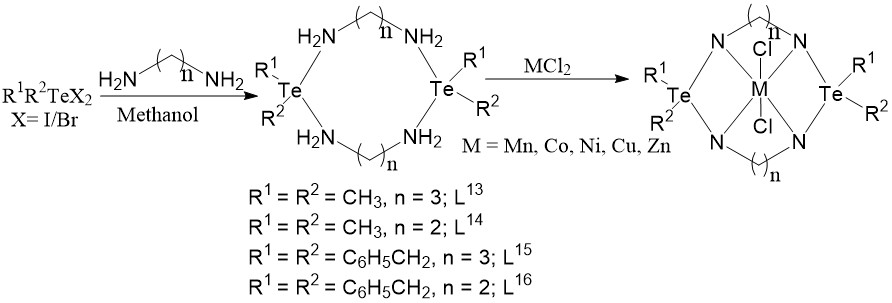 R¹R²TeX₂
X= I/Br
H₂N ( )n NH₂
Methanol
H₂N ( )n NH₂
R¹ Te R²
Te R¹ R²
H₂N ( )n NH₂
MCl₂
M = Mn, Co, Ni, Cu, Zn
( )n
N Cl N
R¹ Te R² M Te R¹ R²
N Cl N
( )n
R¹ = R² = CH₃, n = 3; L¹³
R¹ = R² = CH₃, n = 2; L¹⁴
R¹ = R² = C₆H₅CH₂, n = 3; L¹⁵
R¹ = R² = C₆H₅CH₂, n = 2; L¹⁶